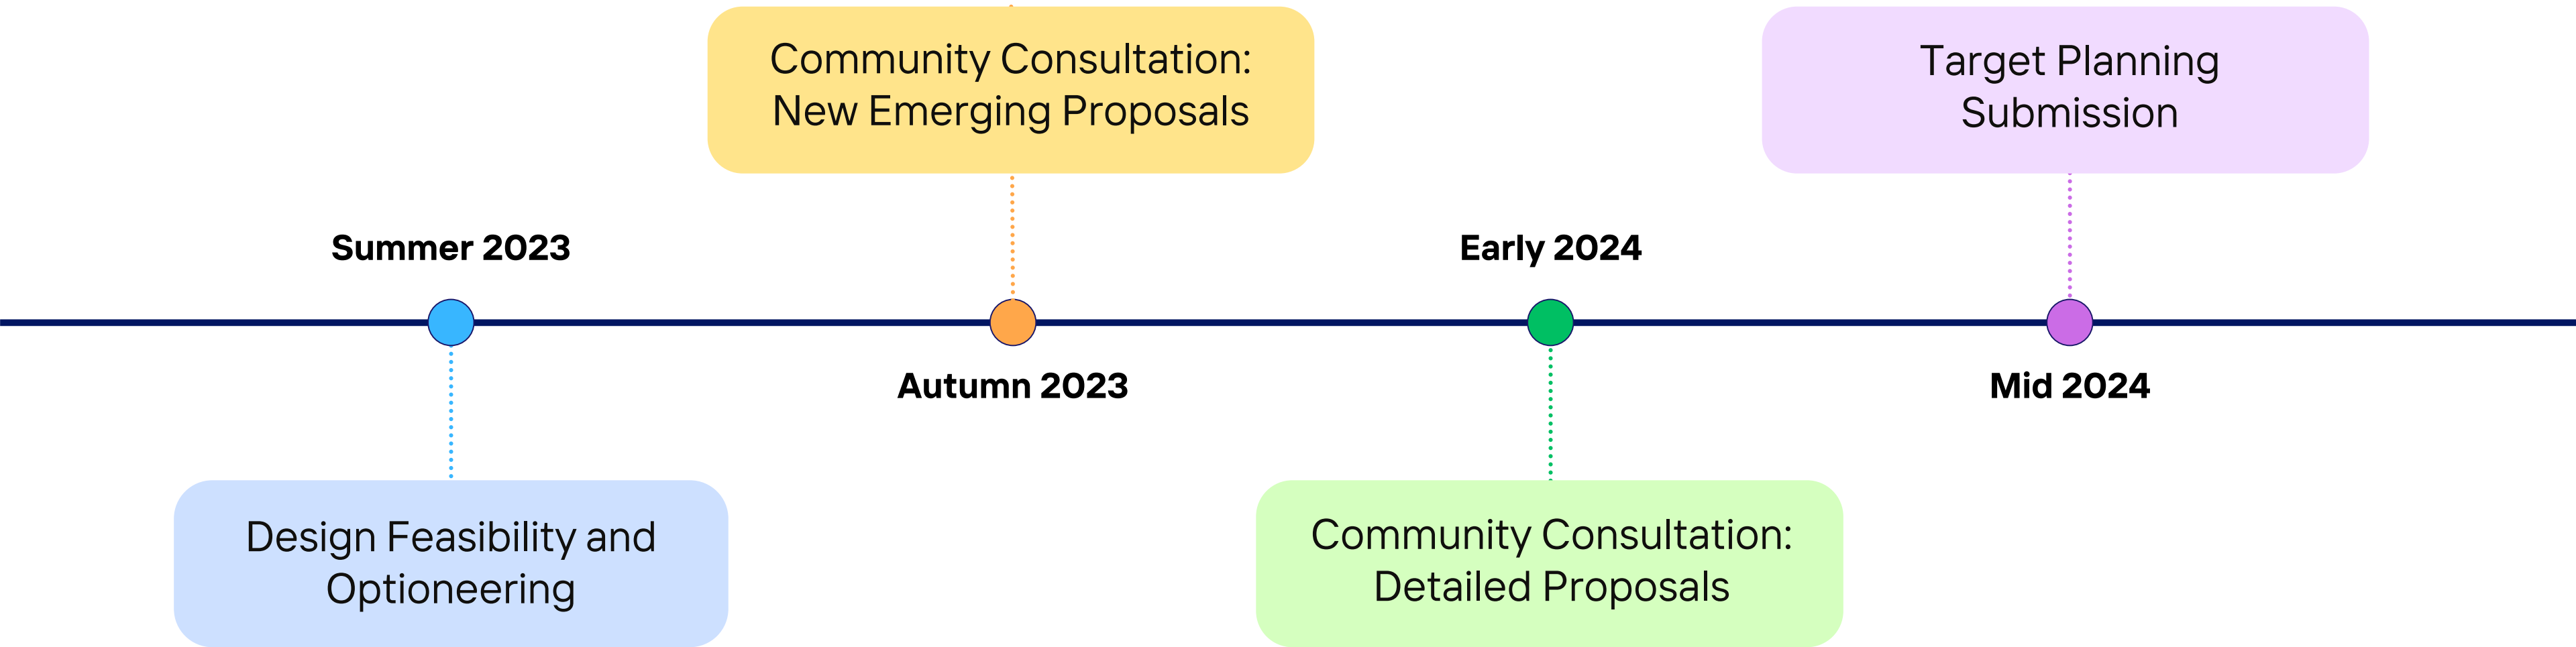 Summer 2023
Design Feasibility and
Optioneering
Community Consultation:
New Emerging Proposals
Autumn 2023
Early 2024
Community Consultation:
Detailed Proposals
Target Planning
Submission
Mid 2024